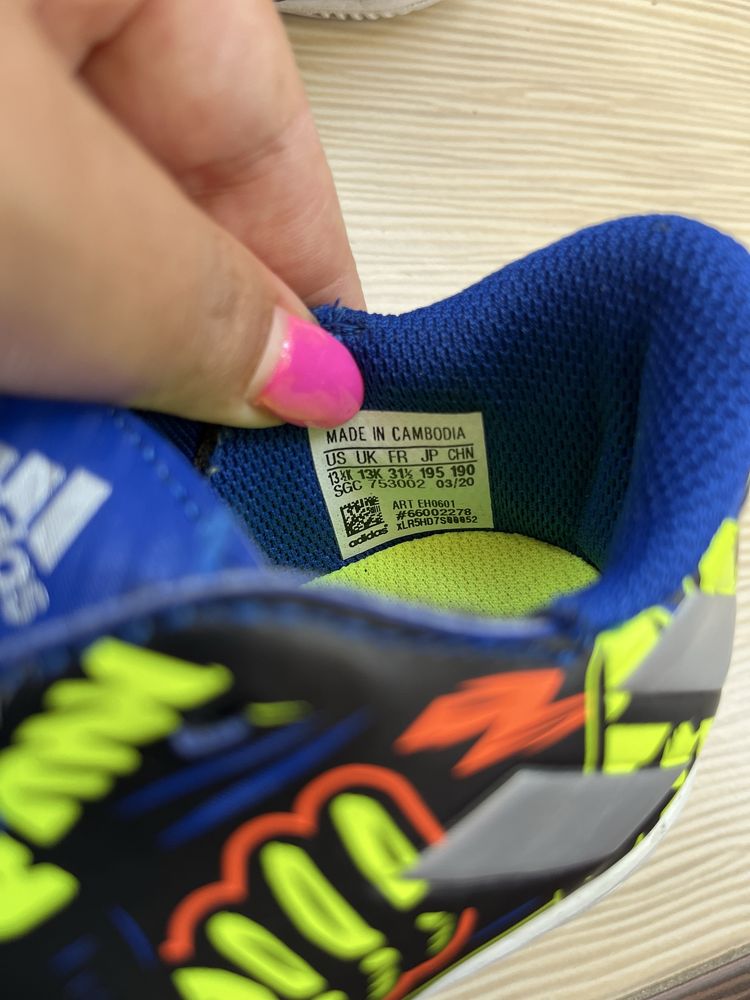 MADE IN CAMBODIA
US UK FR JP CHN
13½K 13K 31½ 195 190
SGC 753002 03/20
ART EH0601
#66002278
xLR5HD7S00052
adidas